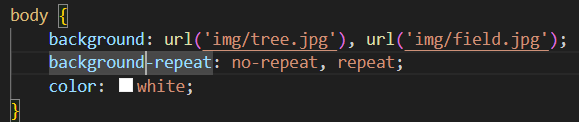 body {
background: url('img/tree.jpg'), url('img/field.jpg');
background-repeat: no-repeat, repeat;
color: white;
}